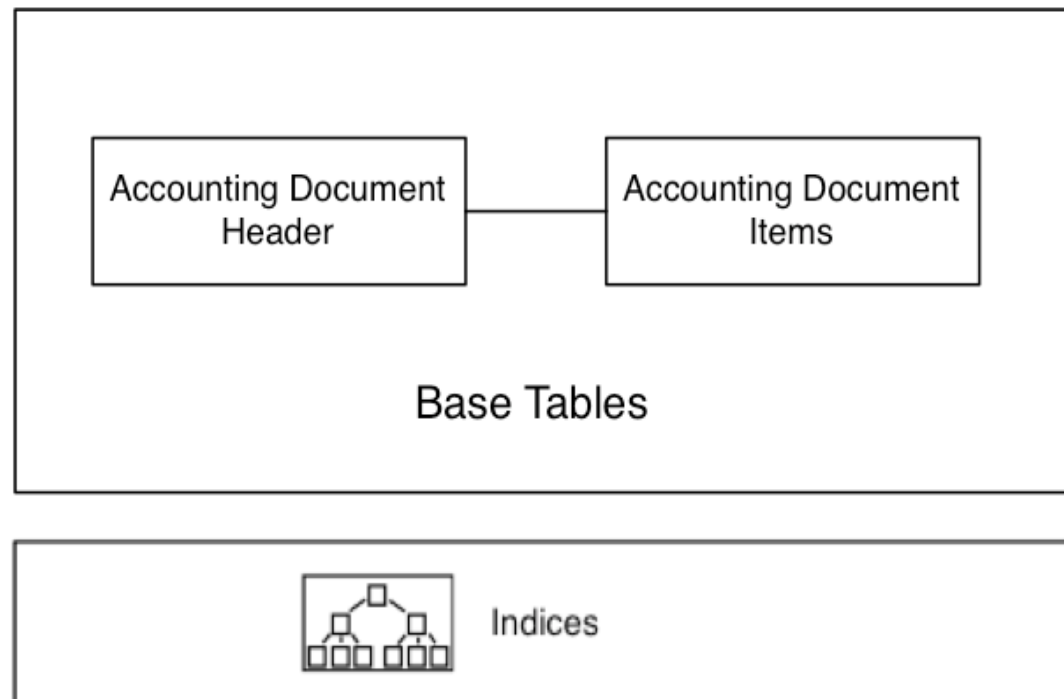 Accounting Document
Header
Accounting Document
Items
Base Tables
Indices